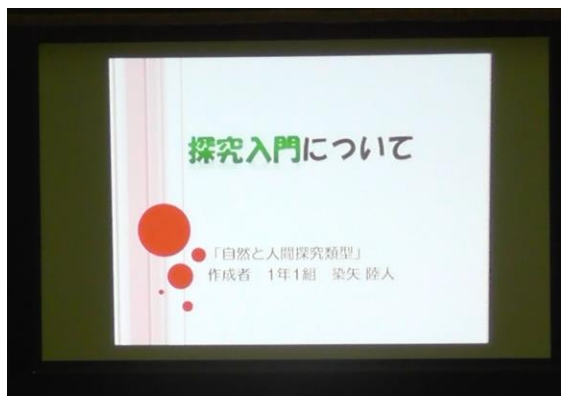 探究入門について
「自然と人間探究類型」
作成者　1年1組　染矢 陸人